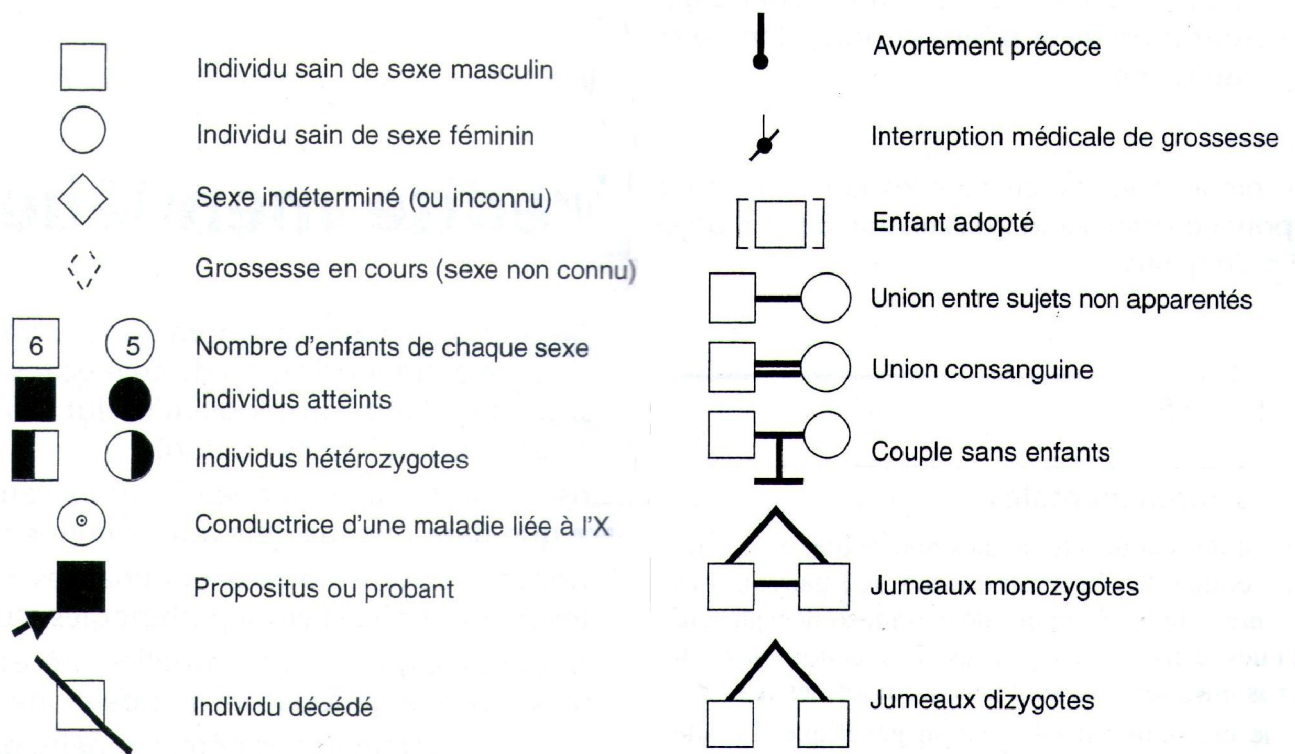 Individu sain de sexe masculin
Individu sain de sexe féminin
Sexe indéterminé (ou inconnu)
Grossesse en cours (sexe non connu)
6 5 Nombre d'enfants de chaque sexe
Individus atteints
Individus hétérozygotes
Conductrice d'une maladie liée à l'X
Propositus ou probant
Individu décédé
Avortement précoce
Interruption médicale de grossesse
Enfant adopté
Union entre sujets non apparentés
Union consanguine
Couple sans enfants
Jumeaux monozygotes
Jumeaux dizygotes